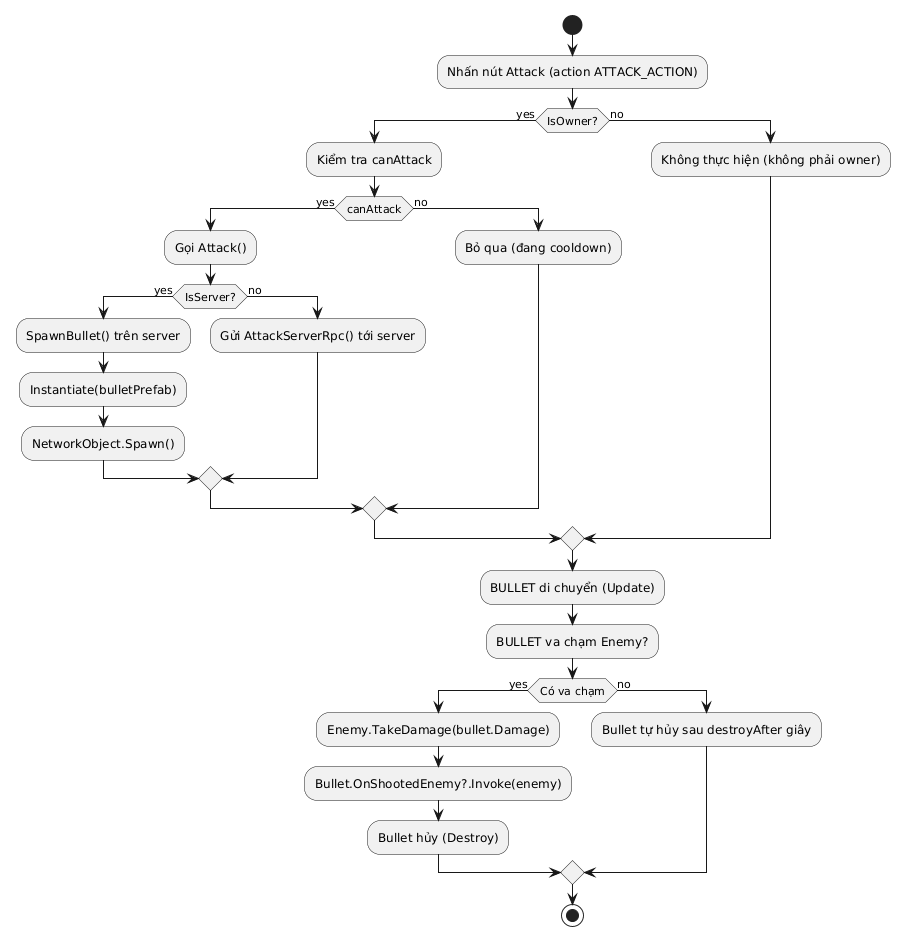 Nhấn nút Attack (action ATTACK_ACTION)
yes
IsOwner?
no
Kiểm tra canAttack
Không thực hiện (không phải owner)
yes
canAttack
no
Gọi Attack()
Bỏ qua (đang cooldown)
yes
IsServer?
no
SpawnBullet() trên server
Gửi AttackServerRpc() tới server
Instantiate(bulletPrefab)
NetworkObject.Spawn()
BULLET di chuyển (Update)
BULLET va chạm Enemy?
yes
Có va chạm
no
Enemy.TakeDamage(bullet.Damage)
Bullet tự hủy sau destroyAfter giây
Bullet.OnShootedEnemy?.Invoke(enemy)
Bullet hủy (Destroy)